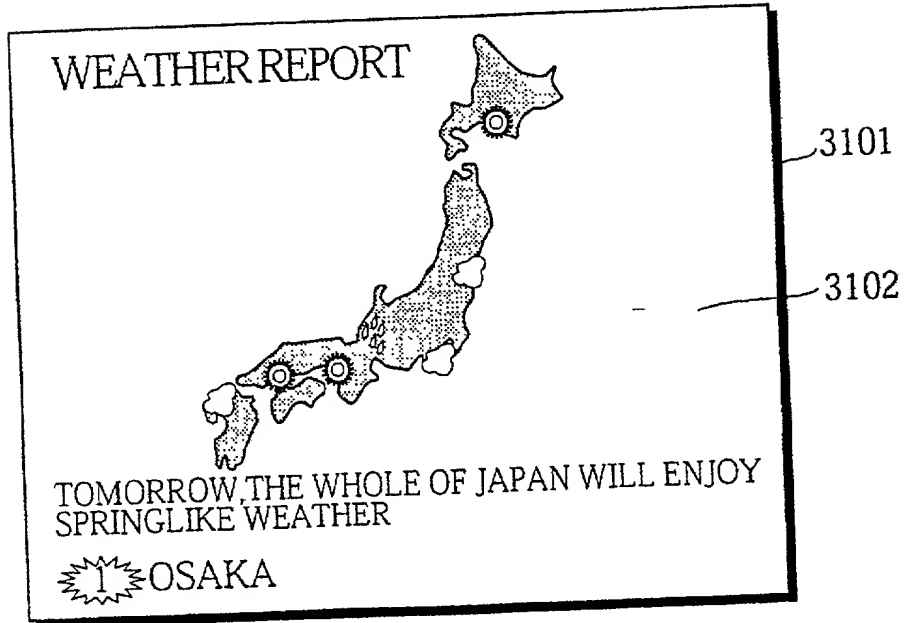 WEATHER REPORT
3101
3102
TOMORROW,THE WHOLE OF JAPAN WILL ENJOY
SPRINGLIKE WEATHER
1 OSAKA